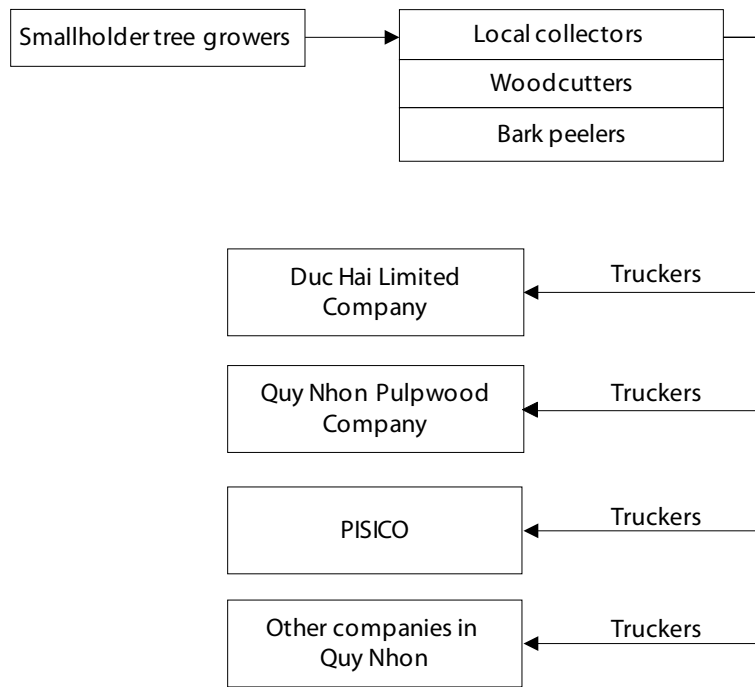 Smallholder tree growers
Local collectors
Woodcutters
Bark peelers
Duc Hai Limited
Company
Truckers
Quy Nhon Pulpwood
Company
Truckers
PISICO
Truckers
Other companies in
Quy Nhon
Truckers